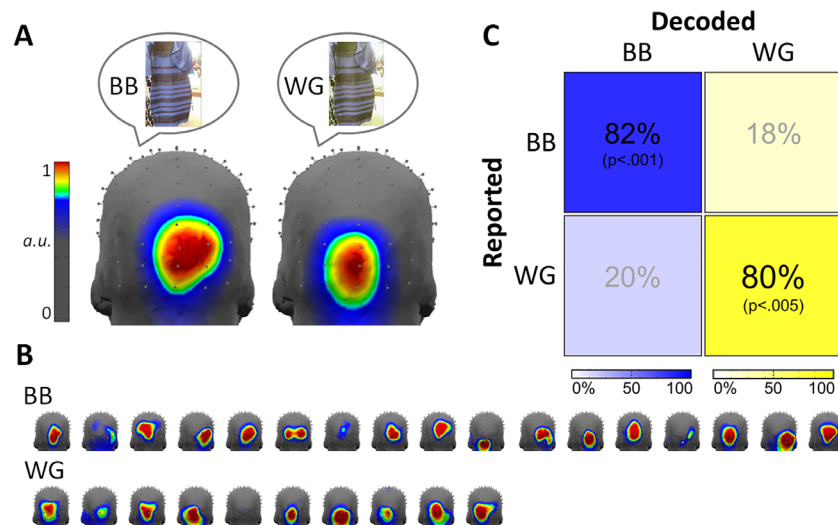 A
BB
WG
1
a.u.
0
C
Decoded
BB
WG
Reported
BB
82%
(p<.001)
18%
WG
20%
80%
(p<.005)
0%
50
100
0%
50
100
B
BB
WG